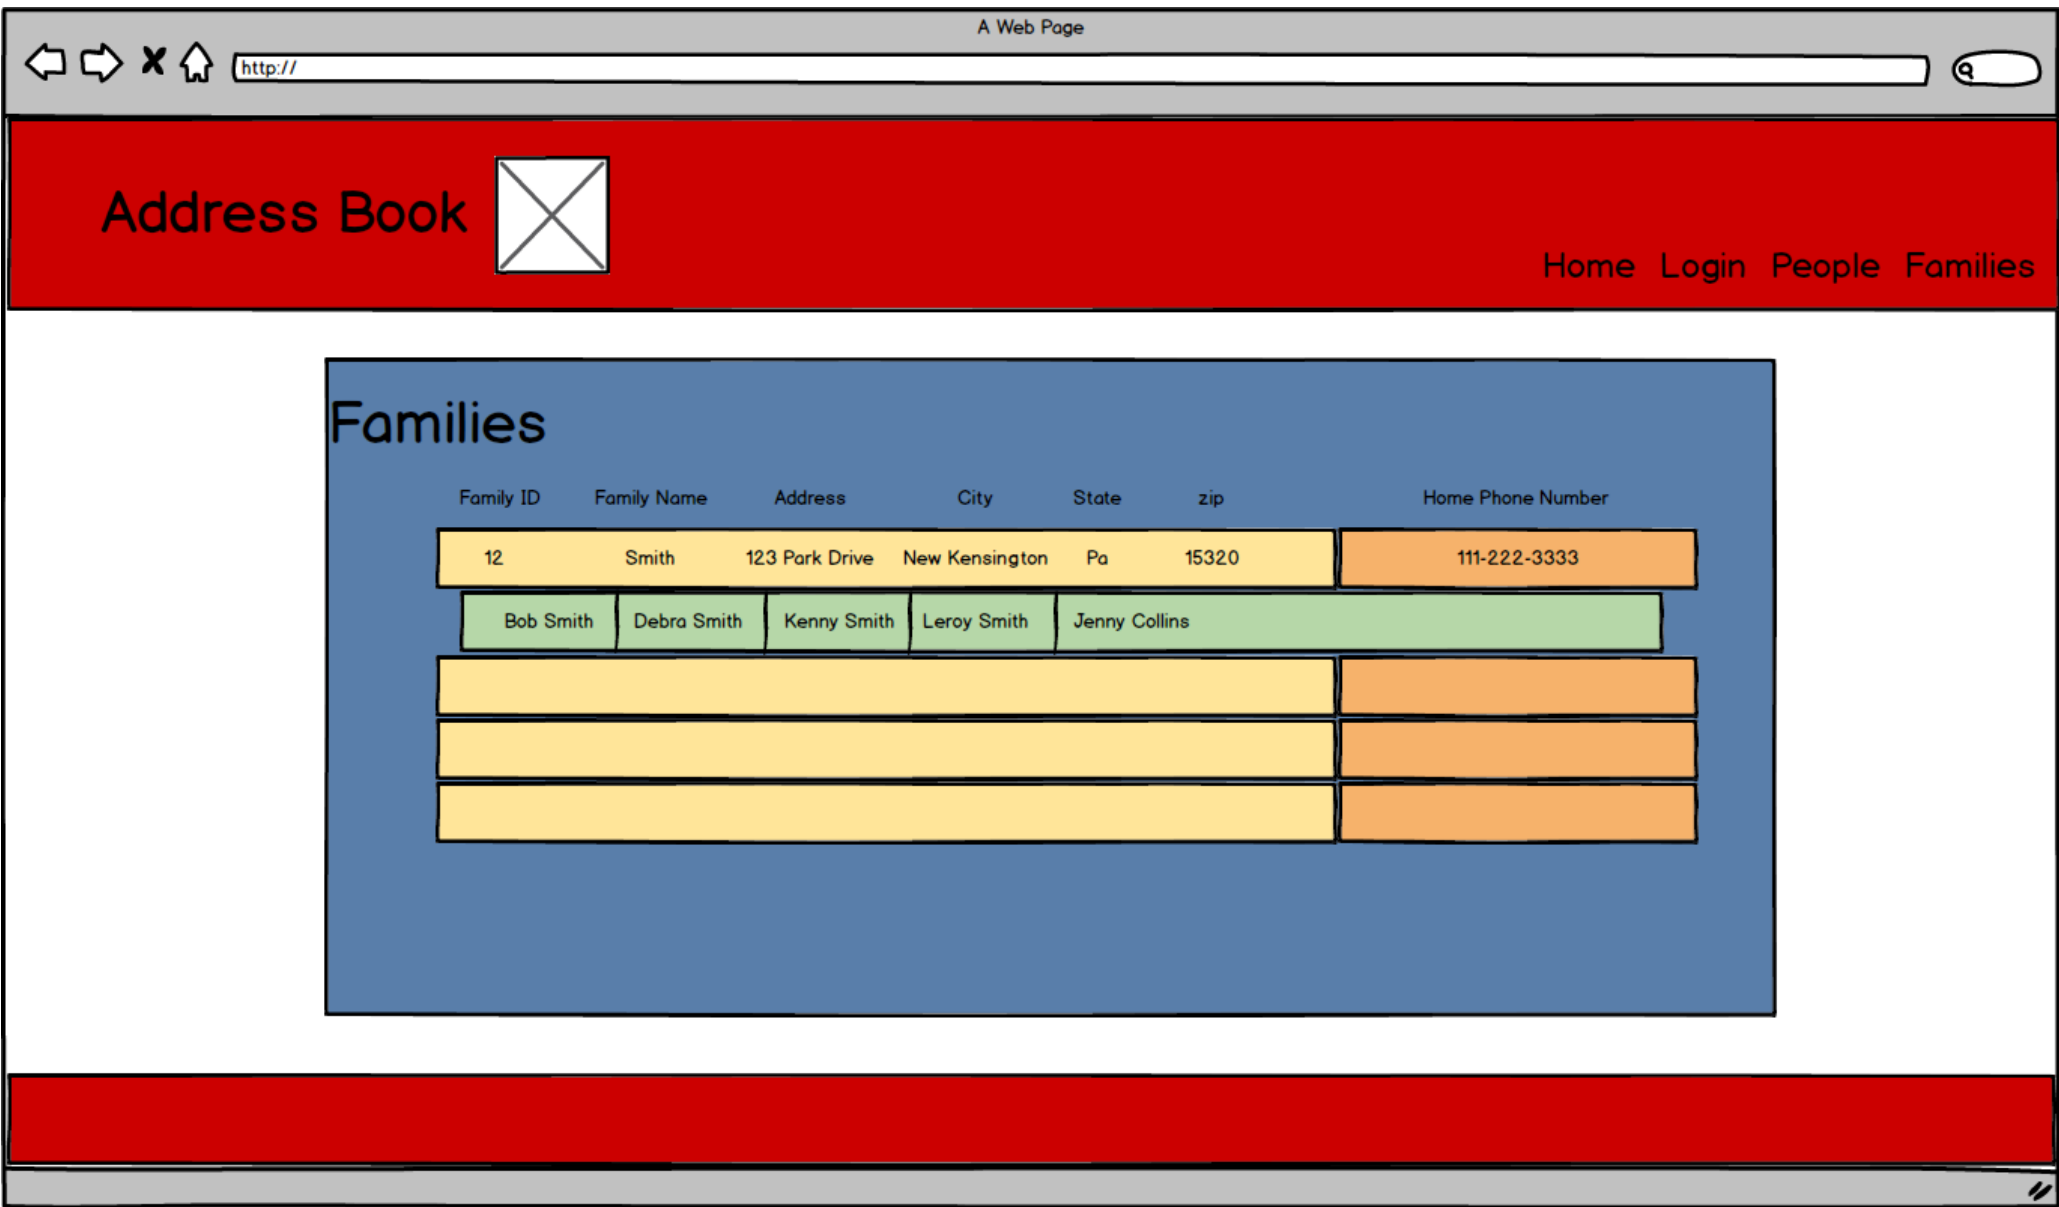 A Web Page
http://
Address Book
Home Login People Families
Families
Family ID Family Name Address City State zip Home Phone Number
12 Smith 123 Park Drive New Kensington Pa 15320 111-222-3333
Bob Smith Debra Smith Kenny Smith Leroy Smith Jenny Collins